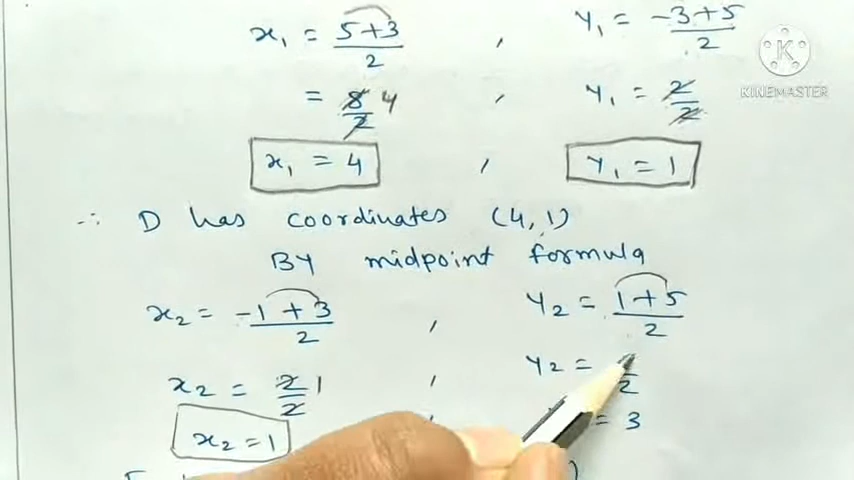 x₁ = 5+3/2 , y₁ = -3+5/2
K
KINEMASTER
= 8/2 4 , y₁ = 2/2
x₁ = 4 , y₁ = 1
∴ D has coordinates (4,1)
BY midpoint formula
x₂ = -1+3/2 , y₂ = 1+5/2
x₂ = 2/2 1 , y₂ = /2
x₂ = 1 = 3